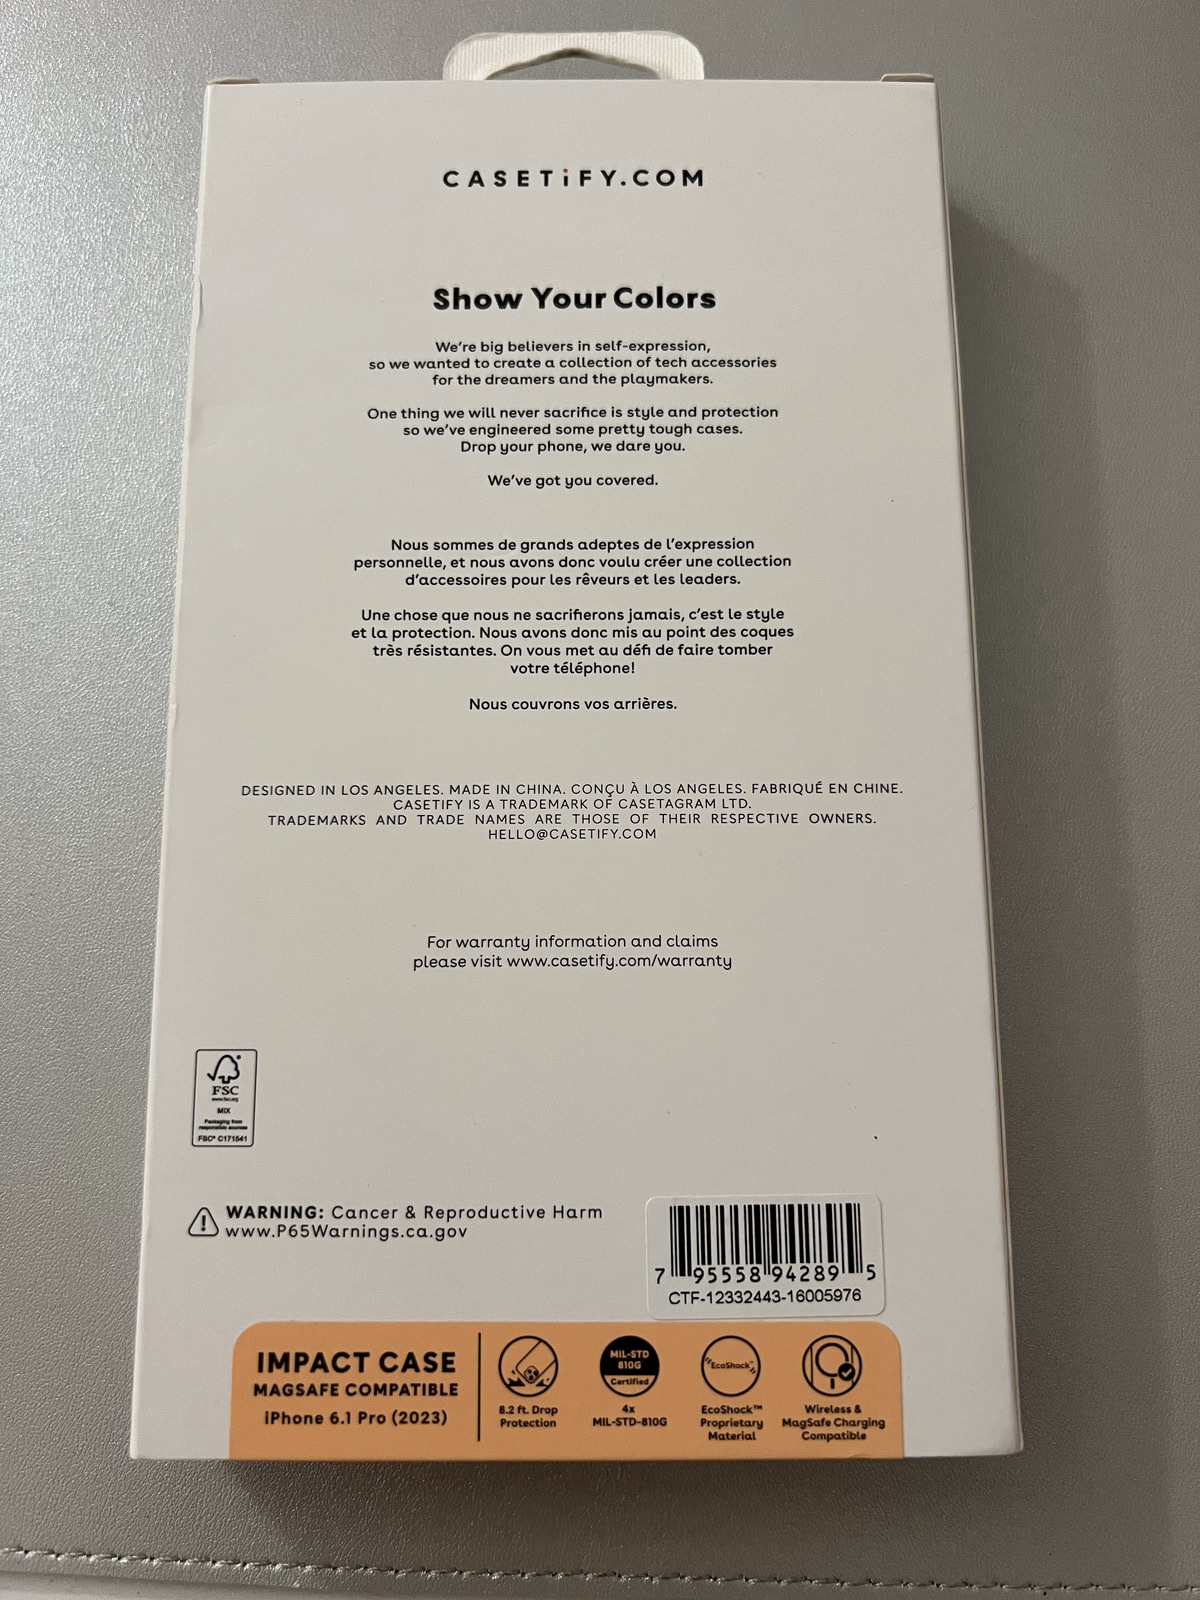 CASETiFY.COM
Show Your Colors
We're big believers in self-expression,
so we wanted to create a collection of tech accessories
for the dreamers and the playmakers.
One thing we will never sacrifice is style and protection
so we've engineered some pretty tough cases.
Drop your phone, we dare you.
We've got you covered.
Nous sommes de grands adeptes de l'expression
personnelle, et nous avons donc voulu créer une collection
d'accessoires pour les rêveurs et les leaders.
Une chose que nous ne sacrifierons jamais, c'est le style
et la protection. Nous avons donc mis au point des coques
très résistantes. On vous met au défi de faire tomber
votre téléphone!
Nous couvrons vos arrières.
DESIGNED IN LOS ANGELES. MADE IN CHINA. CONÇU À LOS ANGELES. FABRIQUÉ EN CHINE.
CASETIFY IS A TRADEMARK OF CASETAGRAM LTD.
TRADEMARKS AND TRADE NAMES ARE THOSE OF THEIR RESPECTIVE OWNERS.
HELLO@CASETIFY.COM
For warranty information and claims
please visit www.casetify.com/warranty
FSC
www.fsc.org
MIX
Packaging from
responsible sources
FSC® C171541
WARNING: Cancer & Reproductive Harm
www.P65Warnings.ca.gov
7 95558 94289 5
CTF-12332443-16005976
IMPACT CASE
MAGSAFE COMPATIBLE
iPhone 6.1 Pro (2023)
8.2 ft. Drop
Protection
MIL-STD
810G
Certified
4x
MIL-STD-810G
EcoShock™
EcoShock™
Proprietary
Material
Wireless &
MagSafe Charging
Compatible